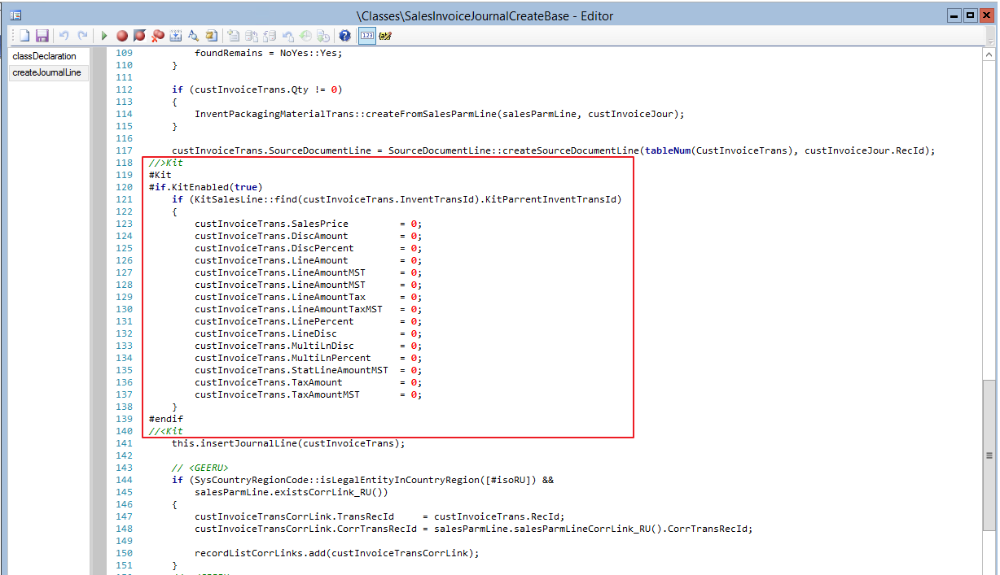 \Classes\SalesInvoiceJournalCreateBase - Editor
classDeclaration
createJournalLine
109 foundRemains = NoYes::Yes;
110 }
111
112 if (custInvoiceTrans.Qty != 0)
113 {
114 InventPackagingMaterialTrans::createFromSalesParmLine(salesParmLine, custInvoiceJour);
115 }
116
117 custInvoiceTrans.SourceDocumentLine = SourceDocumentLine::createSourceDocumentLine(tableNum(CustInvoiceTrans), custInvoiceJour.RecId);
118 //>Kit
119 #Kit
120 #if.KitEnabled(true)
121 if (KitSalesLine::find(custInvoiceTrans.InventTransId).KitParrentInventTransId)
122 {
123 custInvoiceTrans.SalesPrice = 0;
124 custInvoiceTrans.DiscAmount = 0;
125 custInvoiceTrans.DiscPercent = 0;
126 custInvoiceTrans.LineAmount = 0;
127 custInvoiceTrans.LineAmountMST = 0;
128 custInvoiceTrans.LineAmountMST = 0;
129 custInvoiceTrans.LineAmountTax = 0;
130 custInvoiceTrans.LineAmountTaxMST = 0;
131 custInvoiceTrans.LinePercent = 0;
132 custInvoiceTrans.LineDisc = 0;
133 custInvoiceTrans.MultiLnDisc = 0;
134 custInvoiceTrans.MultiLnPercent = 0;
135 custInvoiceTrans.StatLineAmountMST = 0;
136 custInvoiceTrans.TaxAmount = 0;
137 custInvoiceTrans.TaxAmountMST = 0;
138 }
139 #endif
140 //<Kit
141 this.insertJournalLine(custInvoiceTrans);
142
143 // <GEERU>
144 if (SysCountryRegionCode::isLegalEntityInCountryRegion([#isoRU]) &&
145 salesParmLine.existsCorrLink_RU())
146 {
147 custInvoiceTransCorrLink.TransRecId = custInvoiceTrans.RecId;
148 custInvoiceTransCorrLink.CorrTransRecId = salesParmLine.salesParmLineCorrLink_RU().CorrTransRecId;
149
150 recordListCorrLinks.add(custInvoiceTransCorrLink);
151 }